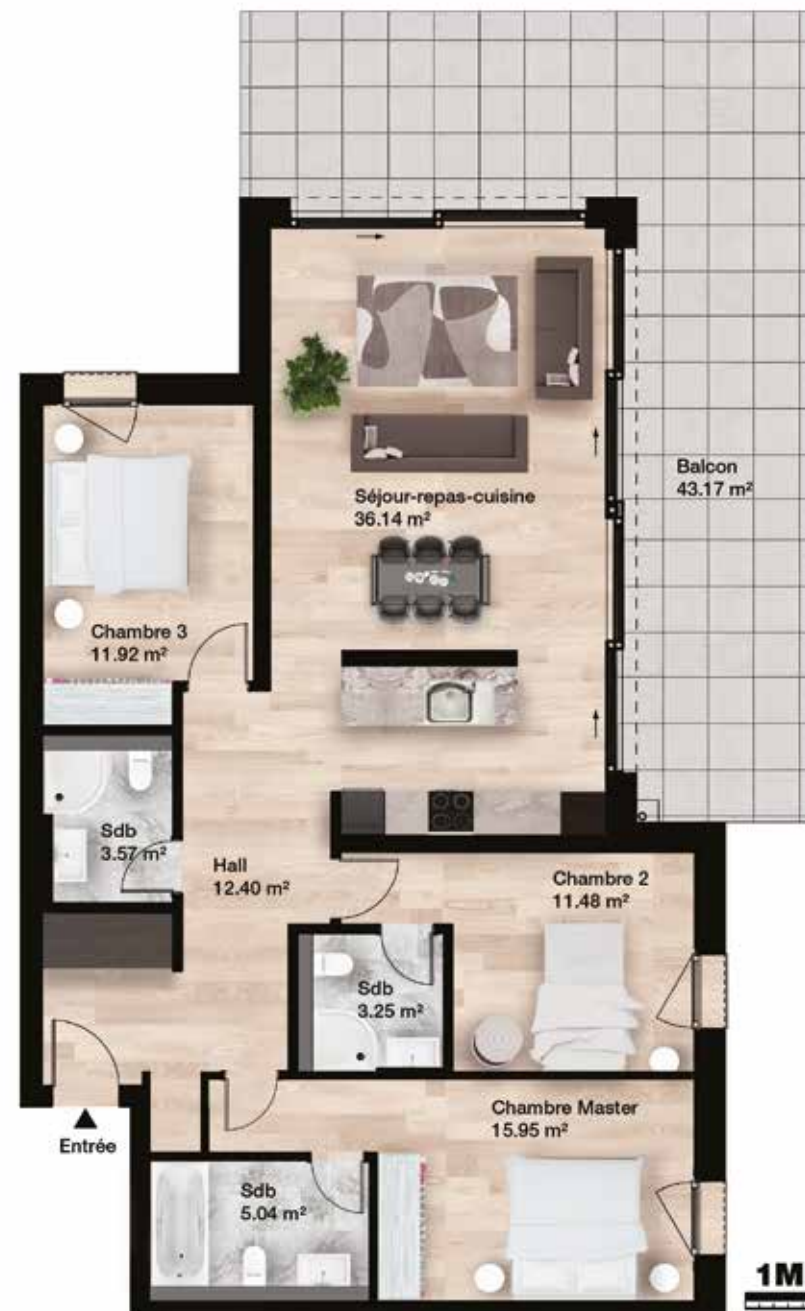 Balcon
43.17 m²
Séjour-repas-cuisine
36.14 m²
Chambre 3
11.92 m²
Sdb
3.57 m²
Hall
12.40 m²
Chambre 2
11.48 m²
Sdb
3.25 m²
Chambre Master
15.95 m²
Entrée
Sdb
5.04 m²
1M